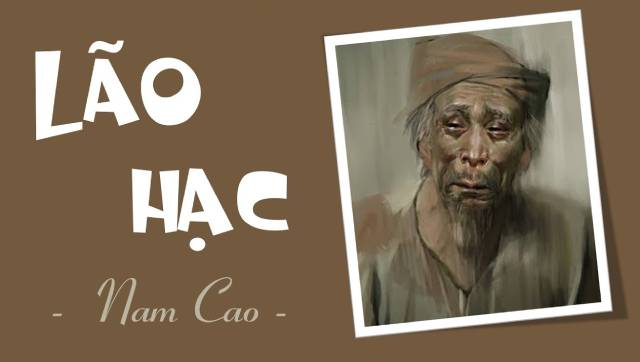 LÃO
HẠC
- Nam Cao -